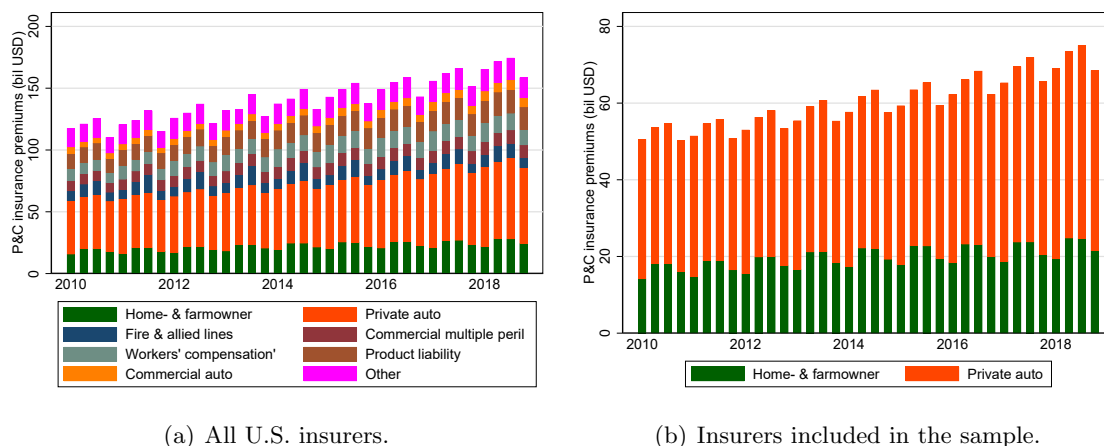 P&C insurance premiums (bil USD)
200
150
100
50
0
2010 2012 2014 2016 2018
Home- & farmowner Private auto
Fire & allied lines Commercial multiple peril
Workers' compensation' Product liability
Commercial auto Other
(a) All U.S. insurers.
P&C insurance premiums (bil USD)
80
60
40
20
0
2010 2012 2014 2016 2018
Home- & farmowner Private auto
(b) Insurers included in the sample.